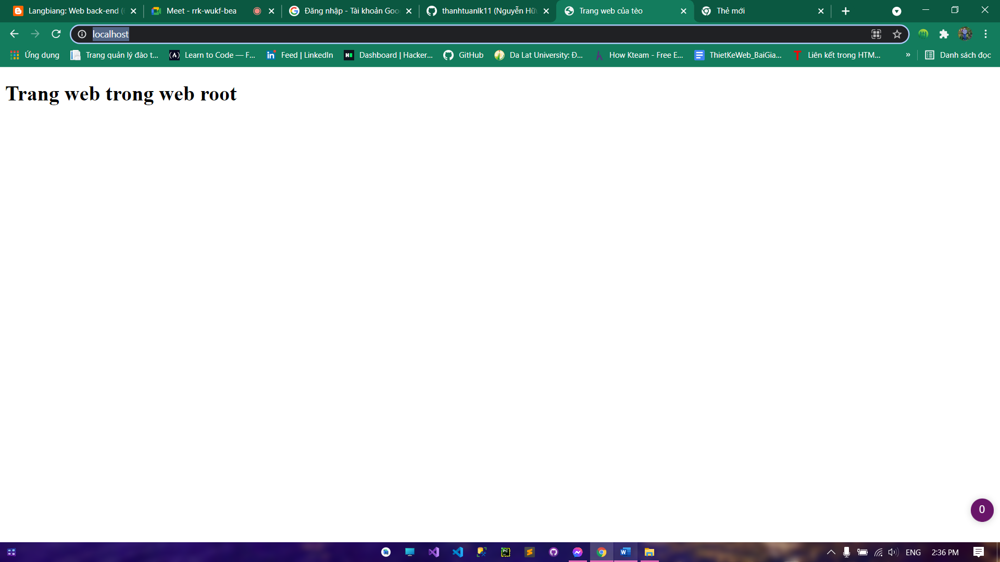 Langbiang: Web back-end (
Meet - rrk-wukf-bea
Đăng nhập - Tài khoản Goo
thanhtuanlk11 (Nguyễn Hữ
Trang web của tèo
Thẻ mới
localhost
Ứng dụng
Trang quản lý đào t...
Learn to Code — F...
Feed | LinkedIn
Dashboard | Hacker...
GitHub
Da Lat University: Đ...
How Kteam - Free E...
ThietKeWeb_BaiGia...
Liên kết trong HTM...
»
Danh sách đọc
Trang web trong web root
0
ENG
2:36 PM